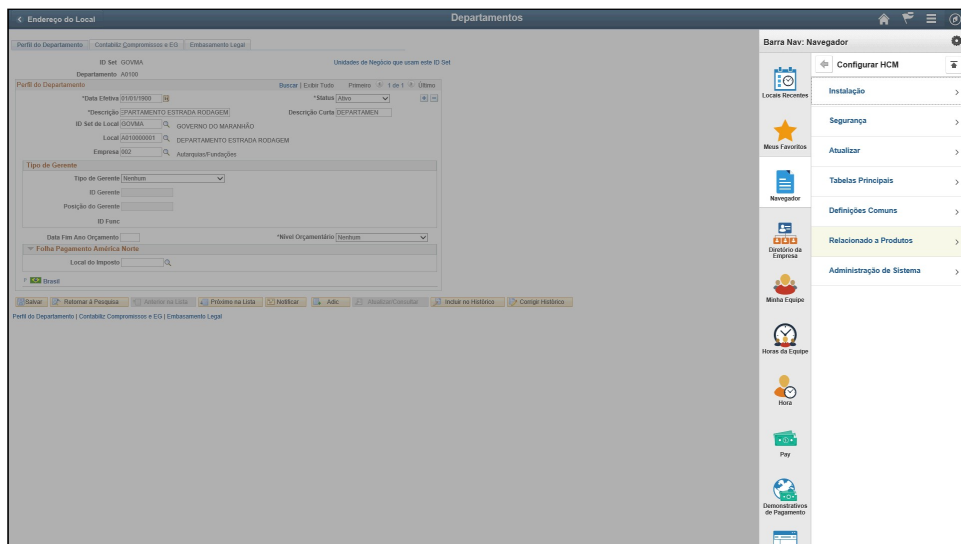 Endereço do Local
Departamentos
Perfil do Departamento
Contabiliz Compromissos e EG
Embasamento Legal
ID Set GOVMA
Unidades de Negócio que usam este ID Set
Departamento A0100
Perfil do Departamento
Buscar | Exibir Tudo Primeiro 1 de 1 Último
*Data Efetiva 01/01/1900
*Status Ativo
*Descrição EPARTAMENTO ESTRADA RODAGEM
Descrição Curta DEPARTAMEN
ID Set de Local GOVMA
GOVERNO DO MARANHÃO
Local A010000001
DEPARTAMENTO ESTRADA RODAGEM
Empresa 002
Autarquias/Fundações
Tipo de Gerente
Tipo de Gerente Nenhum
ID Gerente
Posição do Gerente
ID Func
Data Fim Ano Orçamento
*Nível Orçamentário Nenhum
Folha Pagamento América Norte
Local do Imposto
Brasil
Salvar
Retornar à Pesquisa
Anterior na Lista
Próximo na Lista
Notificar
Adic
Atualizar/Consultar
Incluir no Histórico
Corrigir Histórico
Perfil do Departamento | Contabiliz Compromissos e EG | Embasamento Legal
Barra Nav: Navegador
Locais Recentes
Meus Favoritos
Navegador
Diretório da Empresa
Minha Equipe
Horas da Equipe
Hora
Pay
Demonstrativos de Pagamento
Configurar HCM
Instalação
Segurança
Atualizar
Tabelas Principais
Definições Comuns
Relacionado a Produtos
Administração de Sistema